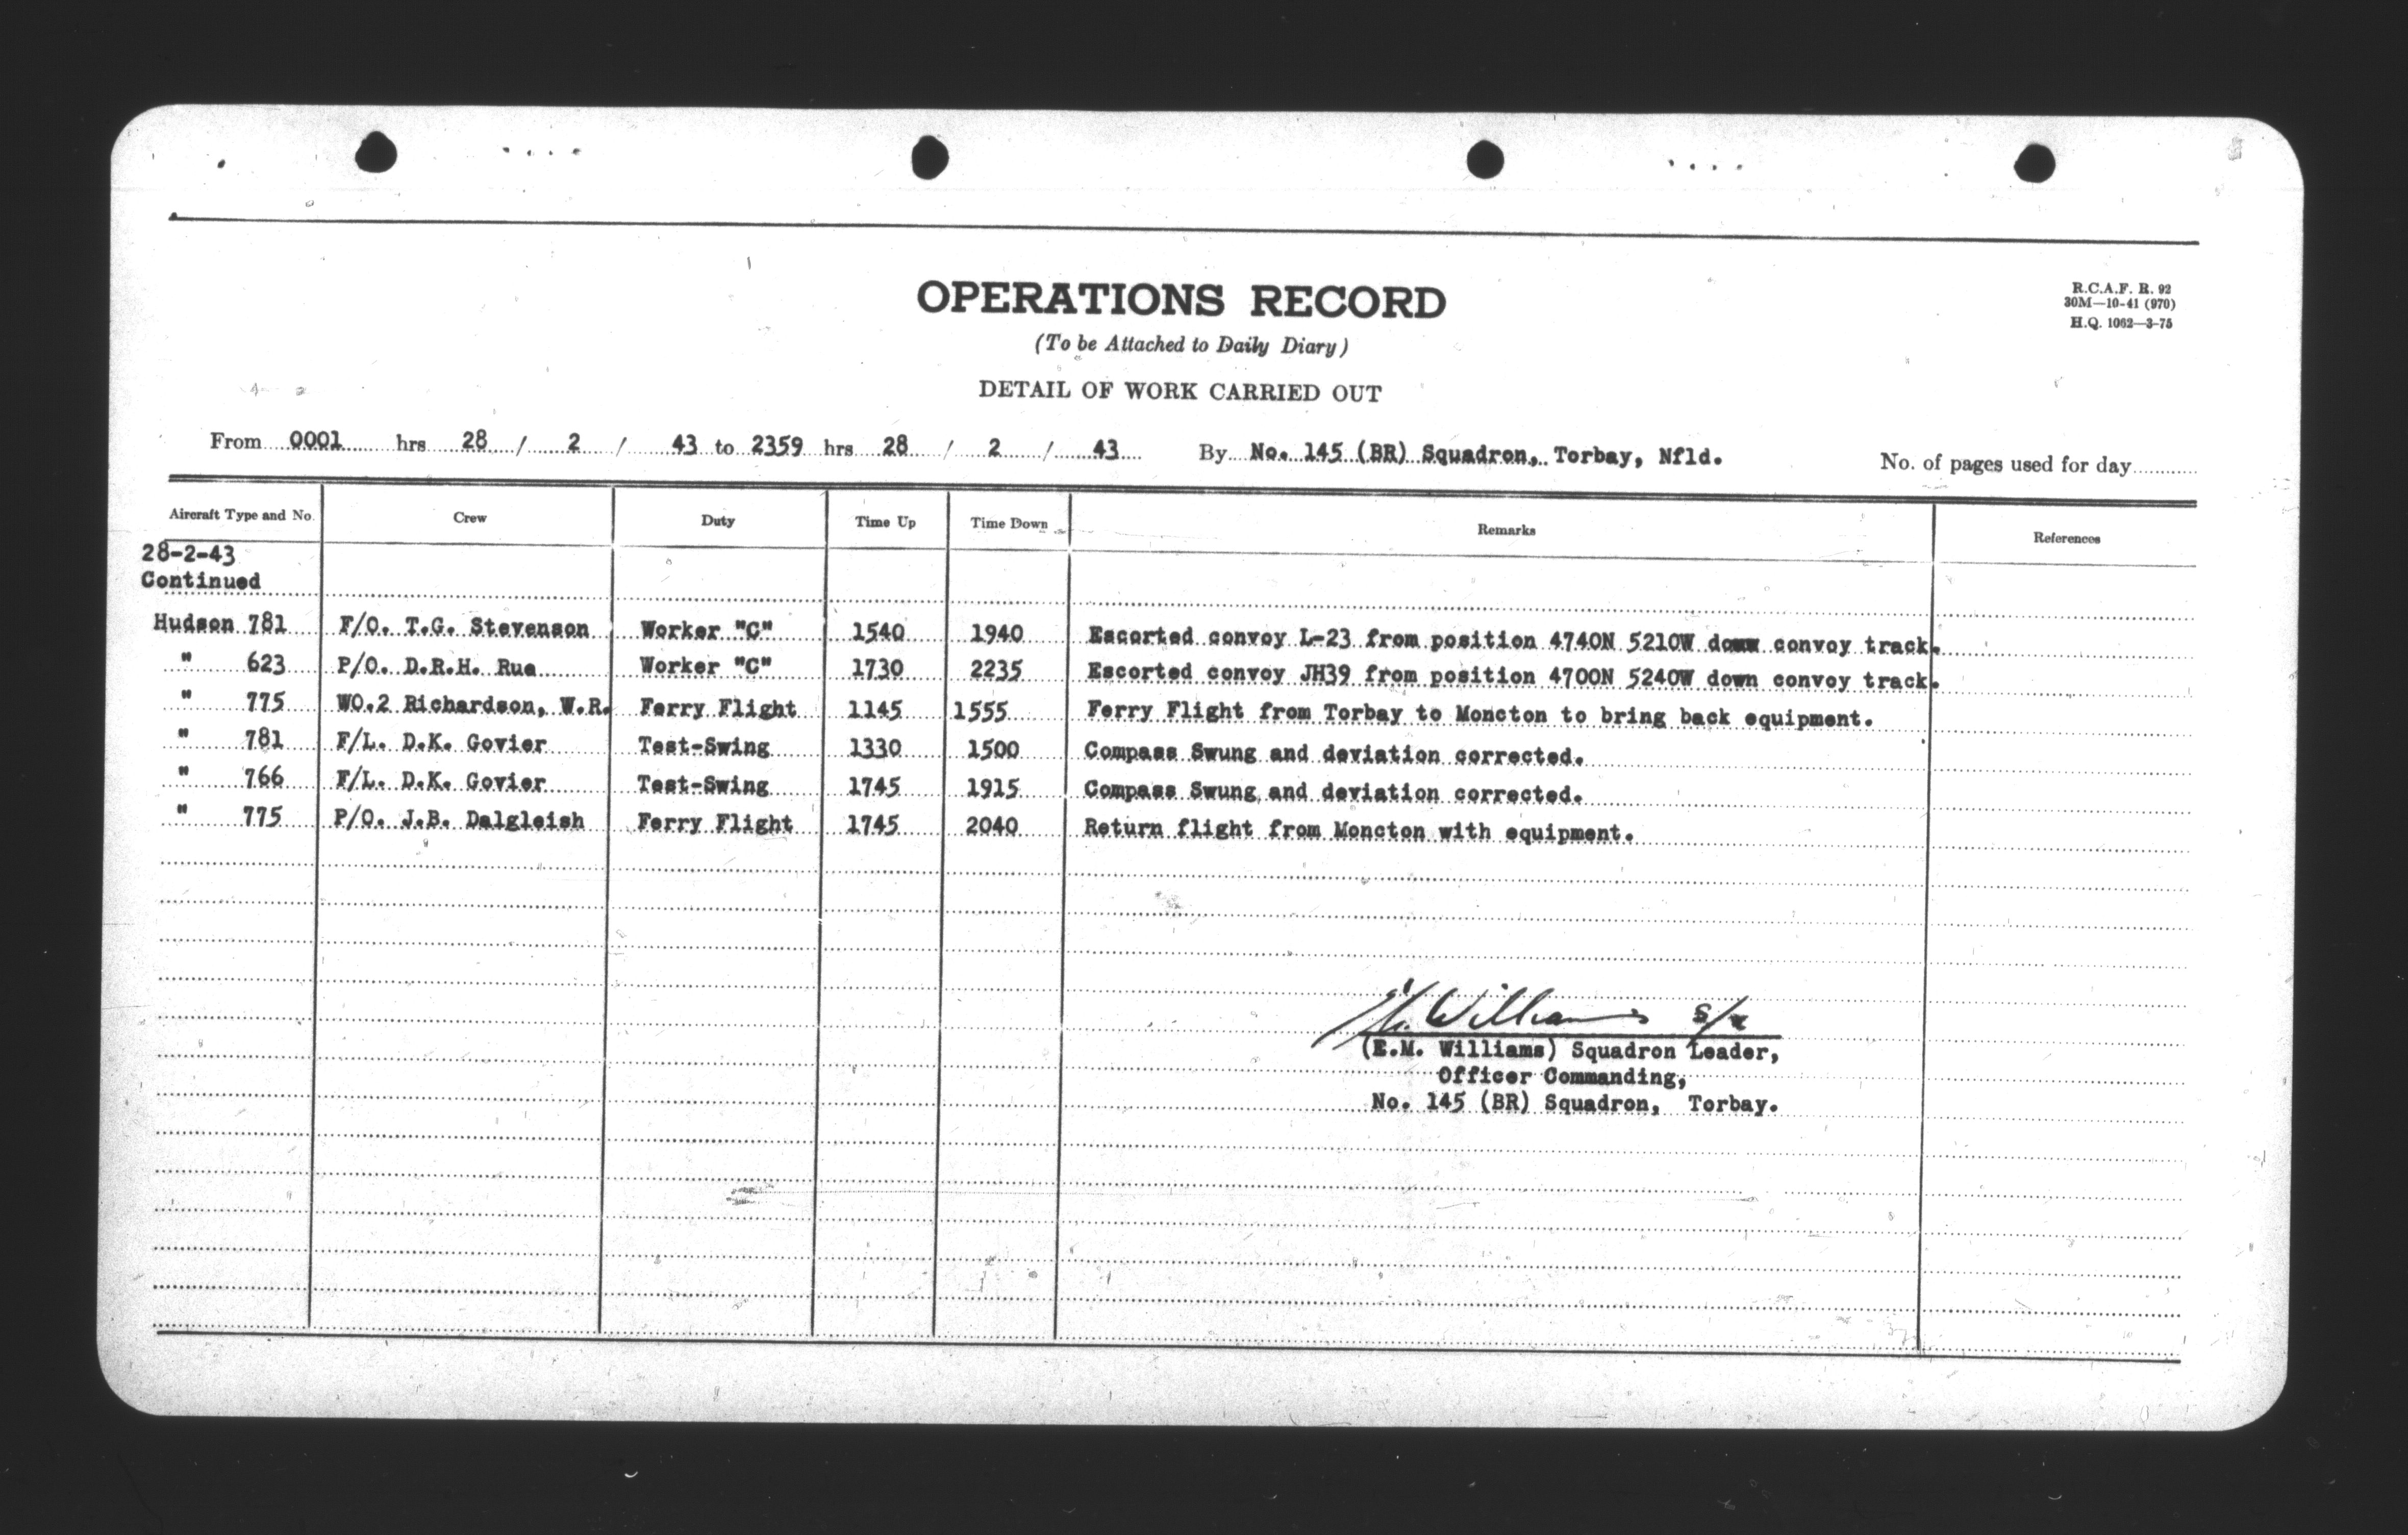 OPERATIONS RECORD
R.C.A.F. R. 92
30M—10-41 (970)
H.Q. 1062—3-75
(To be Attached to Daily Diary)
DETAIL OF WORK CARRIED OUT
From 0001 hrs 28 / 2 / 43 to 2359 hrs 28 / 2 / 43 By No. 145 (BR) Squadron, Torbay, Nfld. No. of pages used for day
Aircraft Type and No. Crew Duty Time Up Time Down Remarks References
28-2-43
Continued
Hudson 781 F/O. T.G. Stevenson Worker "C" 1540 1940 Escorted convoy L-23 from position 4740N 5210W down convoy track.
" 623 P/O. D.R.H. Rue Worker "C" 1730 2235 Escorted convoy JH39 from position 4700N 5240W down convoy track.
" 775 WO.2 Richardson, W.R. Ferry Flight 1145 1555 Ferry Flight from Torbay to Moncton to bring back equipment.
" 781 F/L. D.K. Govier Test-Swing 1330 1500 Compass Swung and deviation corrected.
" 766 F/L. D.K. Govier Test-Swing 1745 1915 Compass Swung and deviation corrected.
" 775 P/O. J.B. Dalgleish Ferry Flight 1745 2040 Return flight from Moncton with equipment.
Williams S/L
(E.M. Williams) Squadron Leader,
Officer Commanding,
No. 145 (BR) Squadron, Torbay.